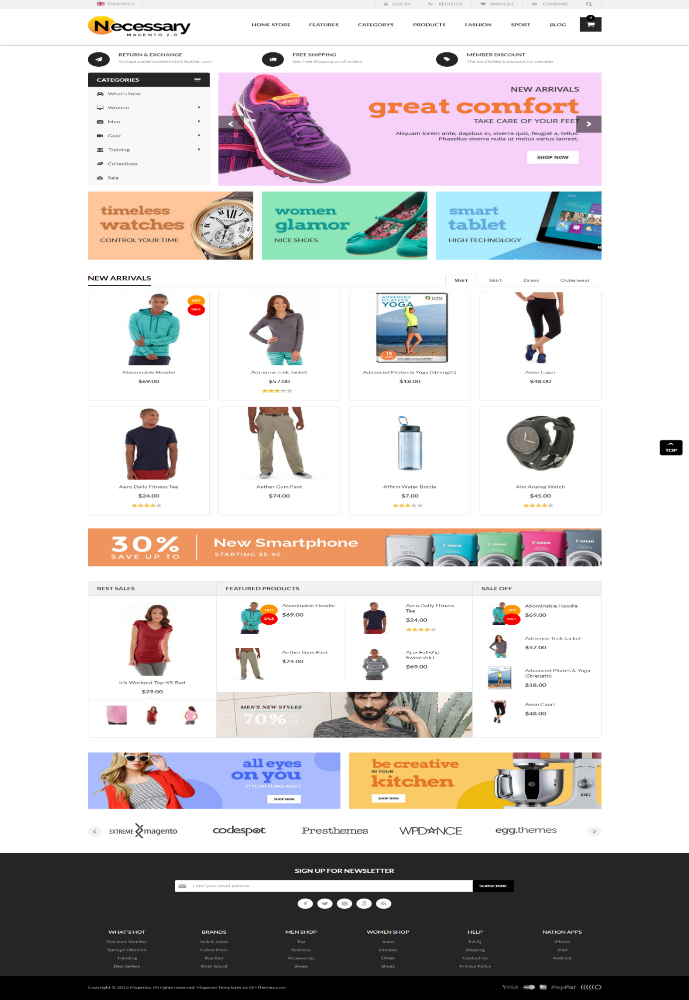 ENGLISH
LOG IN
REGISTER
WISHLIST
COMPARE
Necessary
MAGENTO 2.0
HOME STORE
FEATURES
CATEGORYS
PRODUCTS
FASHION
SPORT
BLOG
0
RETURN & EXCHANGE
Vintage pastel tucked t-shirt leather cami
FREE SHIPPING
Get Free Shipping on all orders
MEMBER DISCOUNT
The total billed is discount for member
CATEGORIES
What's New
Women
Men
Gear
Training
Collections
Sale
asics
NEW ARRIVALS
great comfort
TAKE CARE OF YOUR FEET
Aliquam lorem ante, dapibus in, viverra quis, feugiat a, tellus.
Phasellus viverra nulla ut metus varius laoreet.
SHOP NOW
timeless
watches
CONTROL YOUR TIME
CARTIER
women
glamor
NICE SHOES
smart
tablet
HIGH TECHNOLOGY
Start
NEW ARRIVALS
Shirt
Skirt
Dress
Outerwear
HOT
SALE
Abominable Hoodie
$69.00
Adrienne Trek Jacket
$57.00
ADVANCED
PILATES &
YOGA
LUMA
15
CHALLENGE YOUR ENDURANCE
AND IMPROVE YOUR POSTURE
Advanced Pilates & Yoga (Strength)
$18.00
Aeon Capri
$48.00
Aero Daily Fitness Tee
$24.00
Aether Gym Pant
$74.00
Affirm Water Bottle
$7.00
Aim Analog Watch
$45.00
TOP
30%
SAVE UP TO
New Smartphone
STARTING $5.90
Canon
Canon
Canon
Canon
Canon
BEST SALES
Iris Workout Top-XS-Red
$29.00
FEATURED PRODUCTS
HOT
SALE
Abominable Hoodie
$69.00
Aero Daily Fitness
Tee
$24.00
Aether Gym Pant
$74.00
Ajax Full-Zip
Sweatshirt
$69.00
MEN'S NEW STYLES
70% UP TO
SALE OFF
HOT
SALE
Abominable Hoodie
$69.00
Adrienne Trek Jacket
$57.00
YOGA
Advanced Pilates & Yoga
(Strength)
$18.00
Aeon Capri
$48.00
all eyes
on you
STYLISH SUNGLASSES
SHOP NOW
be creative
IN YOUR
kitchen
SHOP NOW
K
kMix
EXTREME magento
codespot
Presthemes
WPDANCE
egg.themes
SIGN UP FOR NEWSLETTER
Enter your email address
SUBSCRIBE
WHAT'S HOT
Discount Voucher
Spring Collection
Trending
Best Sellers
BRANDS
Jack & Jones
Calvin Klein
Ray Ban
River Island
MEN SHOP
Top
Bottoms
Accessories
Shoes
WOMEN SHOP
Jeans
Dresses
Other
Shoes
HELP
F.A.Q.
Shipping
Contact Us
Privacy Policy
NATION APPS
iPhone
iPad
Android
Copyright © 2015 Magento. All rights reserved. Magento Templates by EMThemes.com
VISA
PayPal